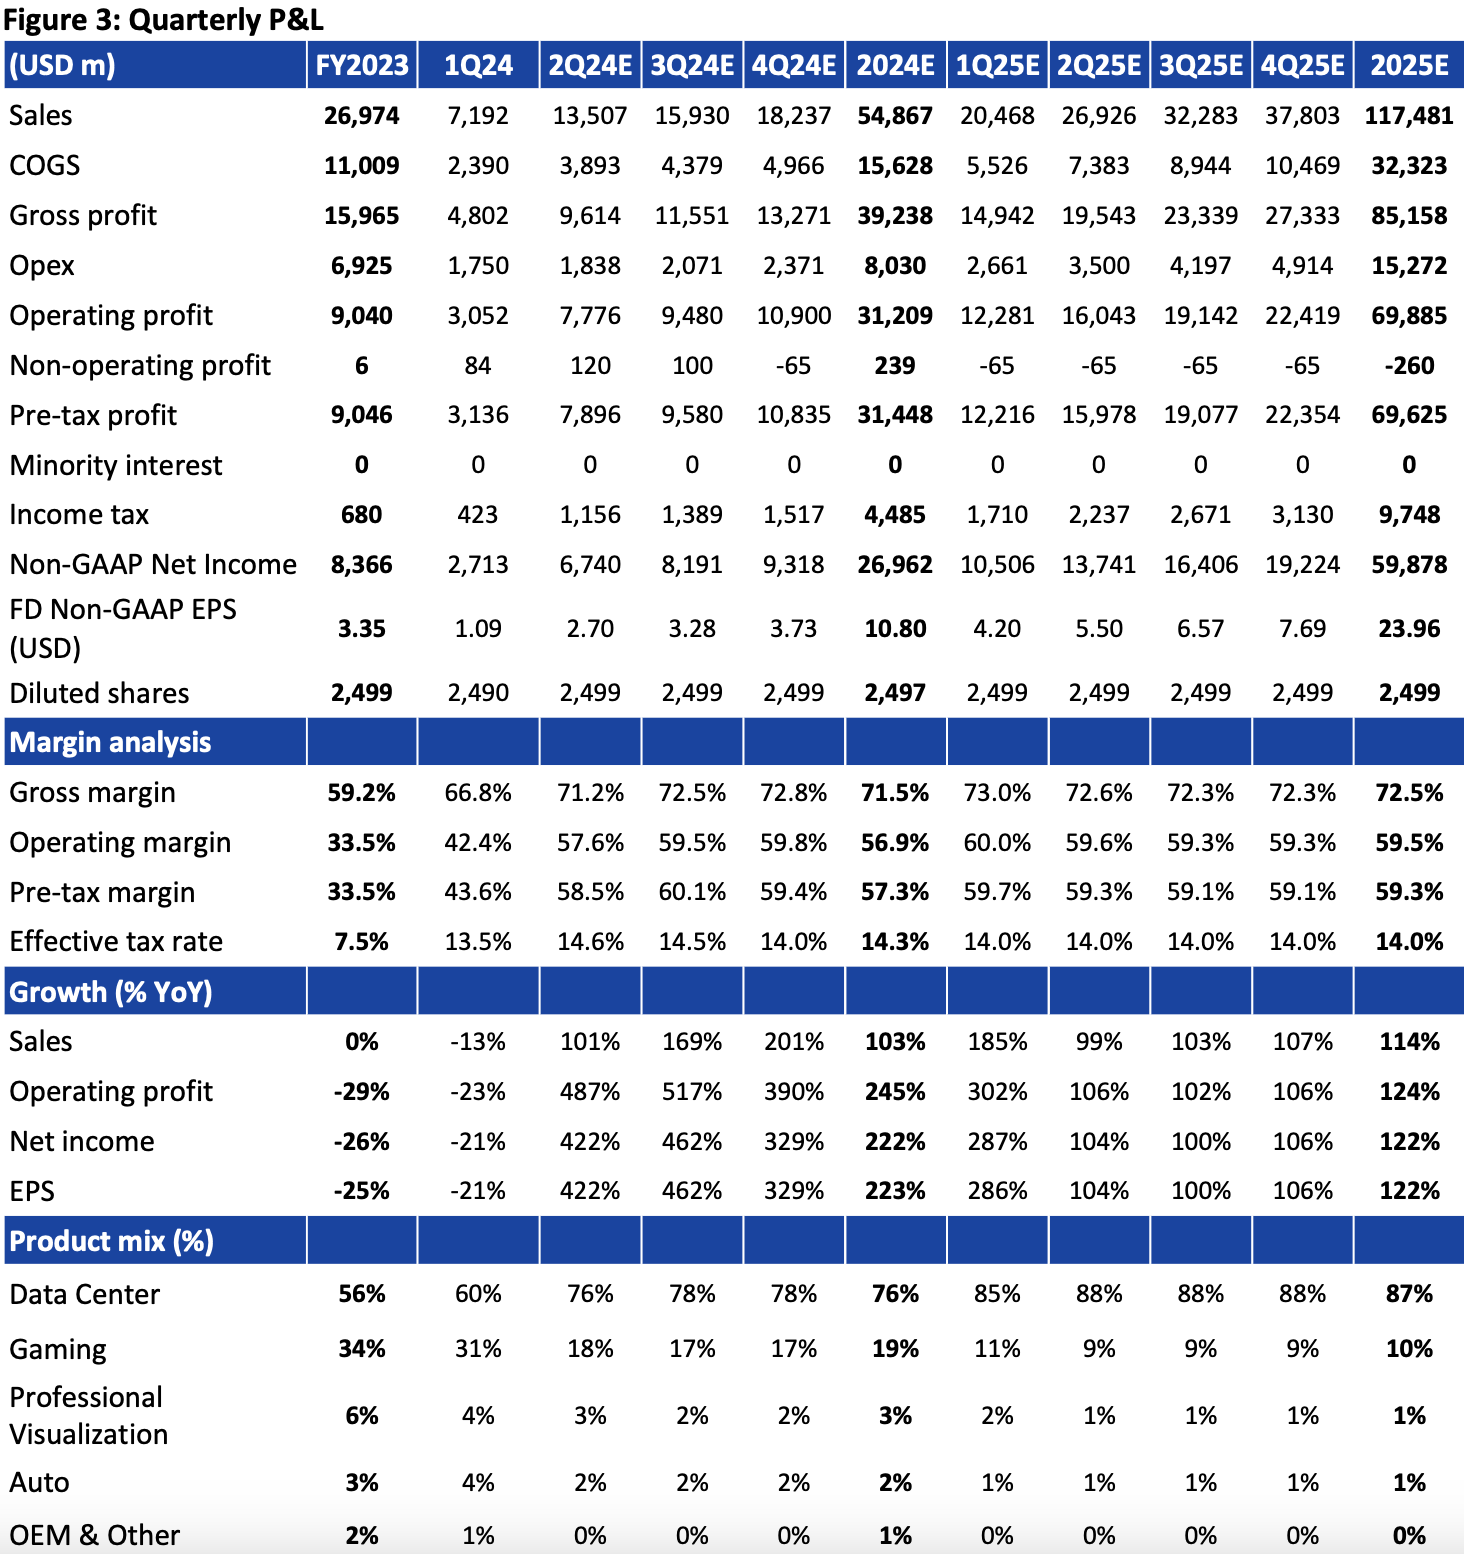 Figure 3: Quarterly P&L
(USD m) FY2023 1Q24 2Q24E 3Q24E 4Q24E 2024E 1Q25E 2Q25E 3Q25E 4Q25E 2025E
Sales 26,974 7,192 13,507 15,930 18,237 54,867 20,468 26,926 32,283 37,803 117,481
COGS 11,009 2,390 3,893 4,379 4,966 15,628 5,526 7,383 8,944 10,469 32,323
Gross profit 15,965 4,802 9,614 11,551 13,271 39,238 14,942 19,543 23,339 27,333 85,158
Opex 6,925 1,750 1,838 2,071 2,371 8,030 2,661 3,500 4,197 4,914 15,272
Operating profit 9,040 3,052 7,776 9,480 10,900 31,209 12,281 16,043 19,142 22,419 69,885
Non-operating profit 6 84 120 100 -65 239 -65 -65 -65 -65 -260
Pre-tax profit 9,046 3,136 7,896 9,580 10,835 31,448 12,216 15,978 19,077 22,354 69,625
Minority interest 0 0 0 0 0 0 0 0 0 0 0
Income tax 680 423 1,156 1,389 1,517 4,485 1,710 2,237 2,671 3,130 9,748
Non-GAAP Net Income 8,366 2,713 6,740 8,191 9,318 26,962 10,506 13,741 16,406 19,224 59,878
FD Non-GAAP EPS
(USD) 3.35 1.09 2.70 3.28 3.73 10.80 4.20 5.50 6.57 7.69 23.96
Diluted shares 2,499 2,490 2,499 2,499 2,499 2,497 2,499 2,499 2,499 2,499 2,499
Margin analysis
Gross margin 59.2% 66.8% 71.2% 72.5% 72.8% 71.5% 73.0% 72.6% 72.3% 72.3% 72.5%
Operating margin 33.5% 42.4% 57.6% 59.5% 59.8% 56.9% 60.0% 59.6% 59.3% 59.3% 59.5%
Pre-tax margin 33.5% 43.6% 58.5% 60.1% 59.4% 57.3% 59.7% 59.3% 59.1% 59.1% 59.3%
Effective tax rate 7.5% 13.5% 14.6% 14.5% 14.0% 14.3% 14.0% 14.0% 14.0% 14.0% 14.0%
Growth (% YoY)
Sales 0% -13% 101% 169% 201% 103% 185% 99% 103% 107% 114%
Operating profit -29% -23% 487% 517% 390% 245% 302% 106% 102% 106% 124%
Net income -26% -21% 422% 462% 329% 222% 287% 104% 100% 106% 122%
EPS -25% -21% 422% 462% 329% 223% 286% 104% 100% 106% 122%
Product mix (%)
Data Center 56% 60% 76% 78% 78% 76% 85% 88% 88% 88% 87%
Gaming 34% 31% 18% 17% 17% 19% 11% 9% 9% 9% 10%
Professional
Visualization 6% 4% 3% 2% 2% 3% 2% 1% 1% 1% 1%
Auto 3% 4% 2% 2% 2% 2% 1% 1% 1% 1% 1%
OEM & Other 2% 1% 0% 0% 0% 1% 0% 0% 0% 0% 0%